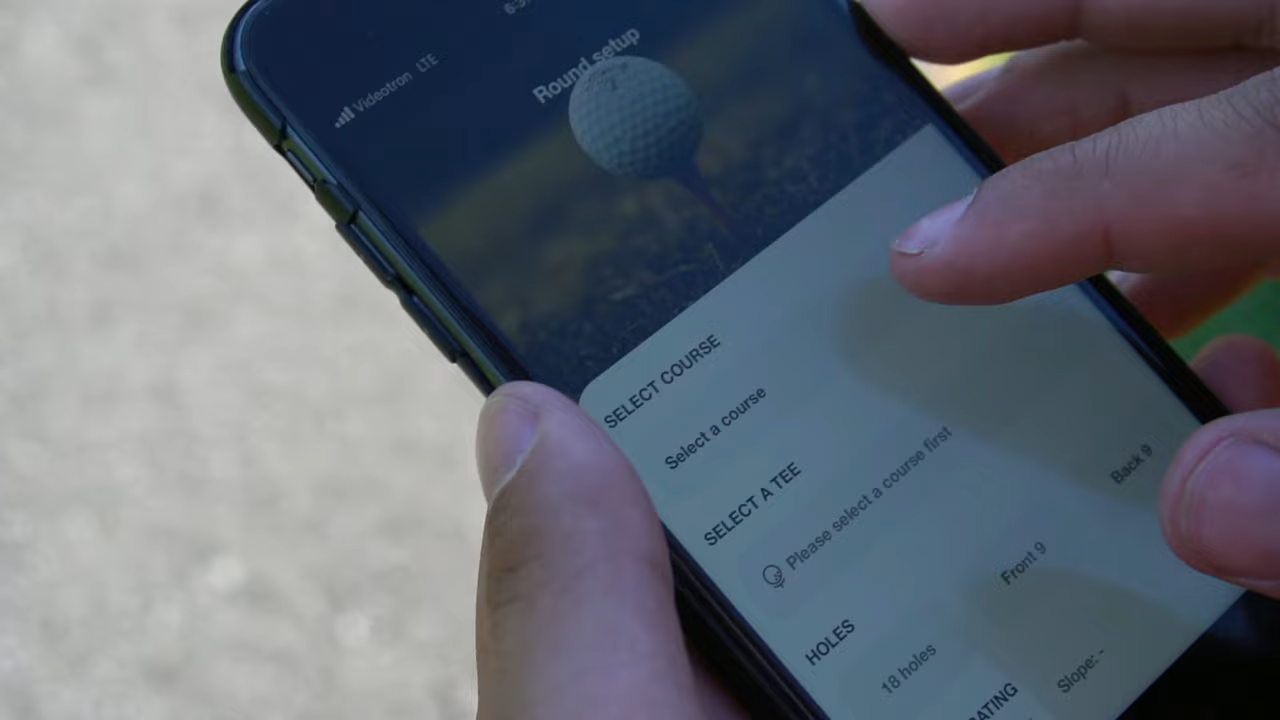 Videotron LTE
Round setup
SELECT COURSE
Select a course
SELECT A TEE
Please select a course first
HOLES
18 holes Front 9 Back 9
Slope: -